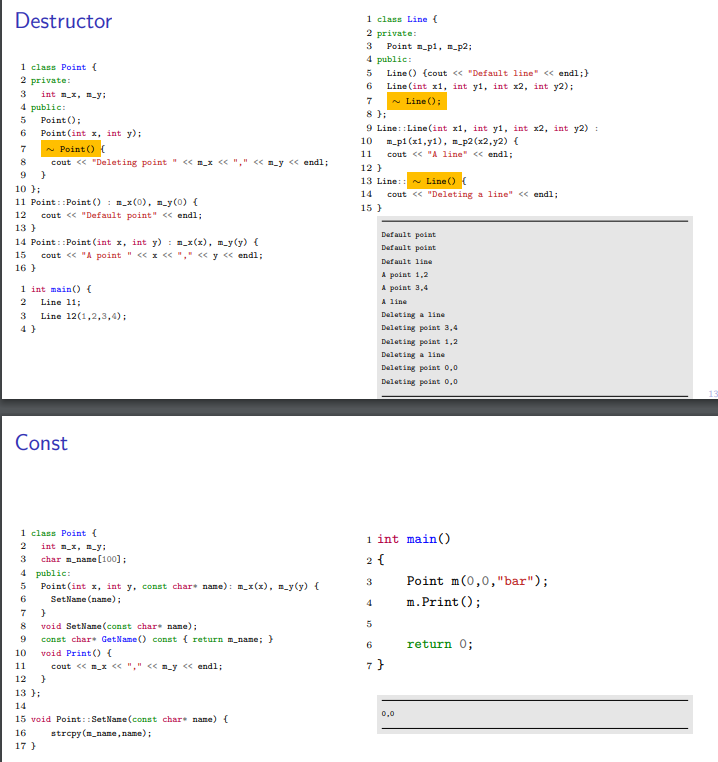 Destructor
1 class Point {
2 private:
3   int m_x, m_y;
4 public:
5   Point();
6   Point(int x, int y);
7   ~ Point() {
8     cout << "Deleting point " << m_x << "," << m_y << endl;
9   }
10 };
11 Point::Point() : m_x(0), m_y(0) {
12   cout << "Default point" << endl;
13 }
14 Point::Point(int x, int y) : m_x(x), m_y(y) {
15   cout << "A point " << x << "," << y << endl;
16 }
1 int main() {
2   Line l1;
3   Line l2(1,2,3,4);
4 }
1 class Line {
2 private:
3   Point m_p1, m_p2;
4 public:
5   Line() {cout << "Default line" << endl;}
6   Line(int x1, int y1, int x2, int y2);
7   ~ Line();
8 };
9 Line::Line(int x1, int y1, int x2, int y2) :
10   m_p1(x1,y1), m_p2(x2,y2) {
11   cout << "A line" << endl;
12 }
13 Line:: ~ Line() {
14   cout << "Deleting a line" << endl;
15 }
Default point
Default point
Default line
A point 1,2
A point 3,4
A line
Deleting a line
Deleting point 3,4
Deleting point 1,2
Deleting a line
Deleting point 0,0
Deleting point 0,0
13
Const
1 class Point {
2   int m_x, m_y;
3   char m_name[100];
4  public:
5   Point(int x, int y, const char* name): m_x(x), m_y(y) {
6     SetName(name);
7   }
8   void SetName(const char* name);
9   const char* GetName() const { return m_name; }
10   void Print() {
11     cout << m_x << "," << m_y << endl;
12   }
13 };
14
15 void Point::SetName(const char* name) {
16     strcpy(m_name,name);
17 }
1 int main()
2 {
3     Point m(0,0,"bar");
4     m.Print();
5
6     return 0;
7 }
0,0